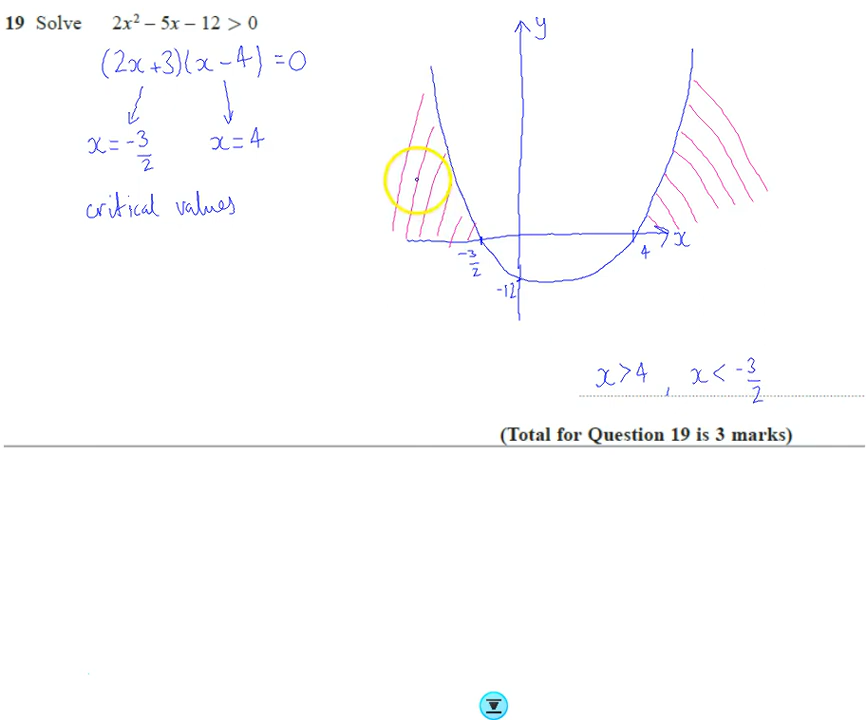 19 Solve 2x² – 5x – 12 > 0
(2x+3)(x-4) = 0
x = -3/2 x = 4
critical values
y
-3/2 4 x
-12
x>4 , x< -3/2
(Total for Question 19 is 3 marks)